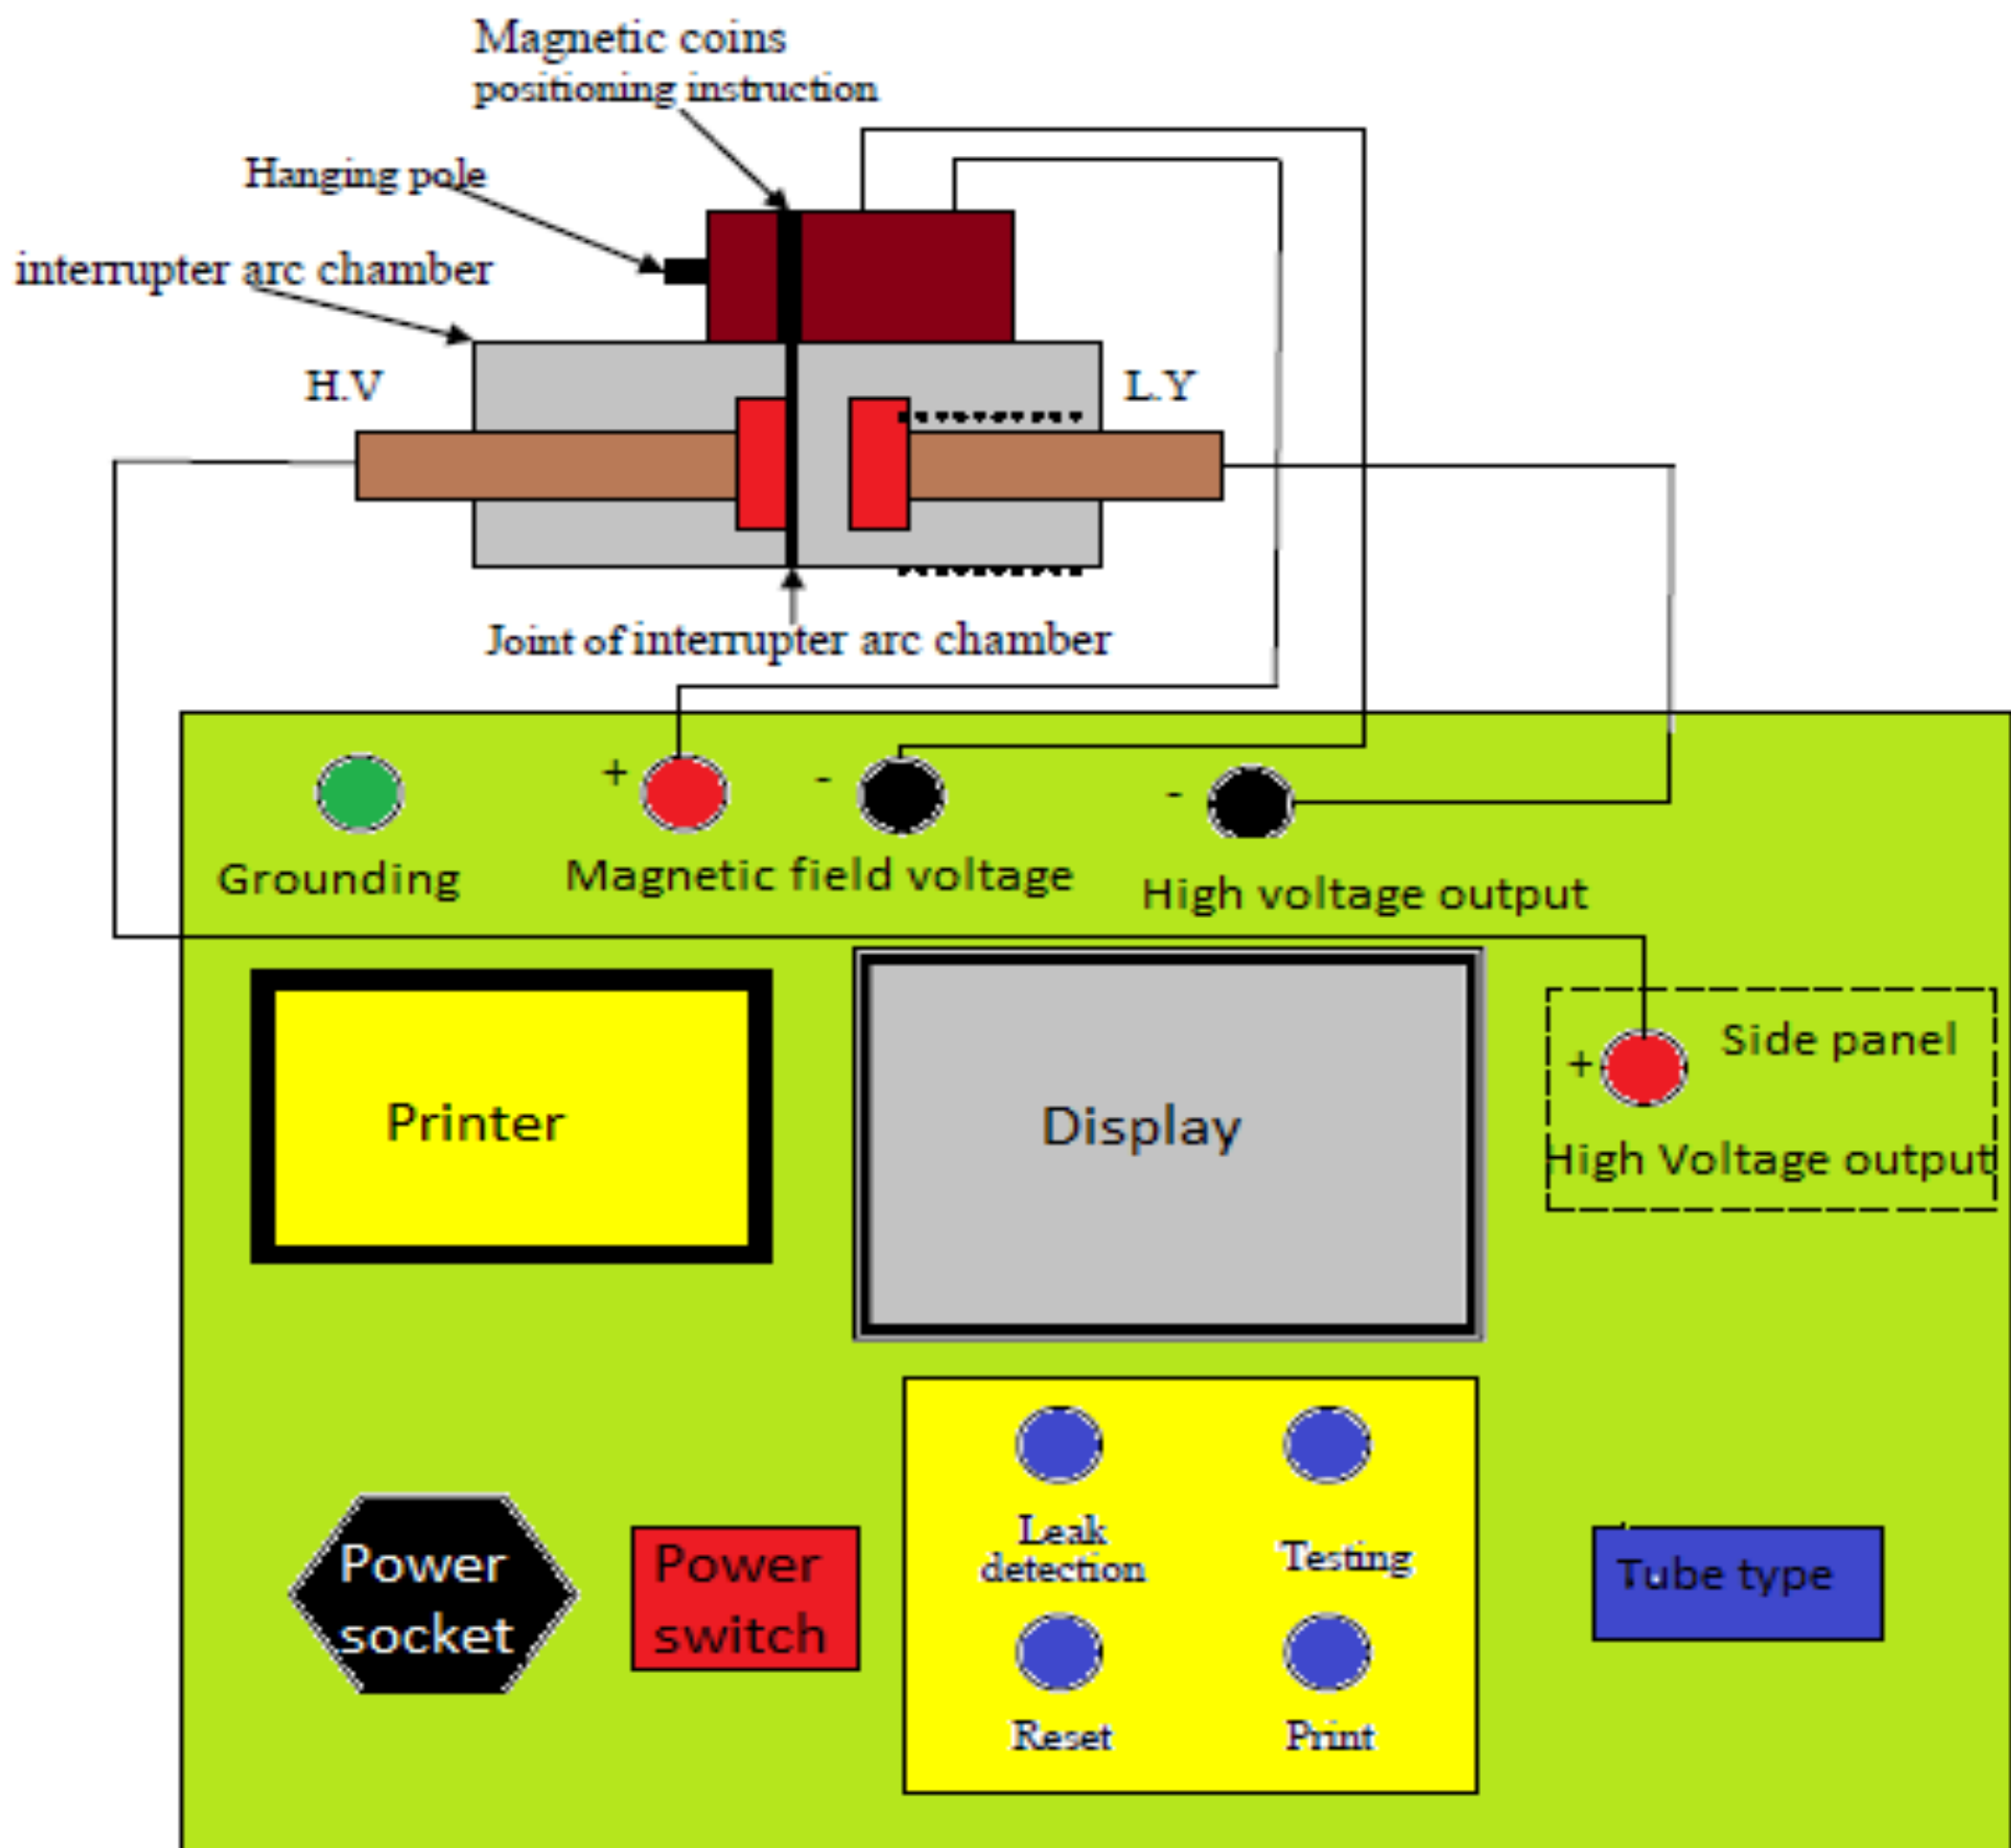 Magnetic coins
positioning instruction
Hanging pole
interrupter arc chamber
H.V
L.Y
Joint of interrupter arc chamber
+
-
-
Grounding
Magnetic field voltage
High voltage output
Printer
Display
Side panel
+
High Voltage output
Power
socket
Power
switch
Leak
detection
Testing
Reset
Print
Tube type